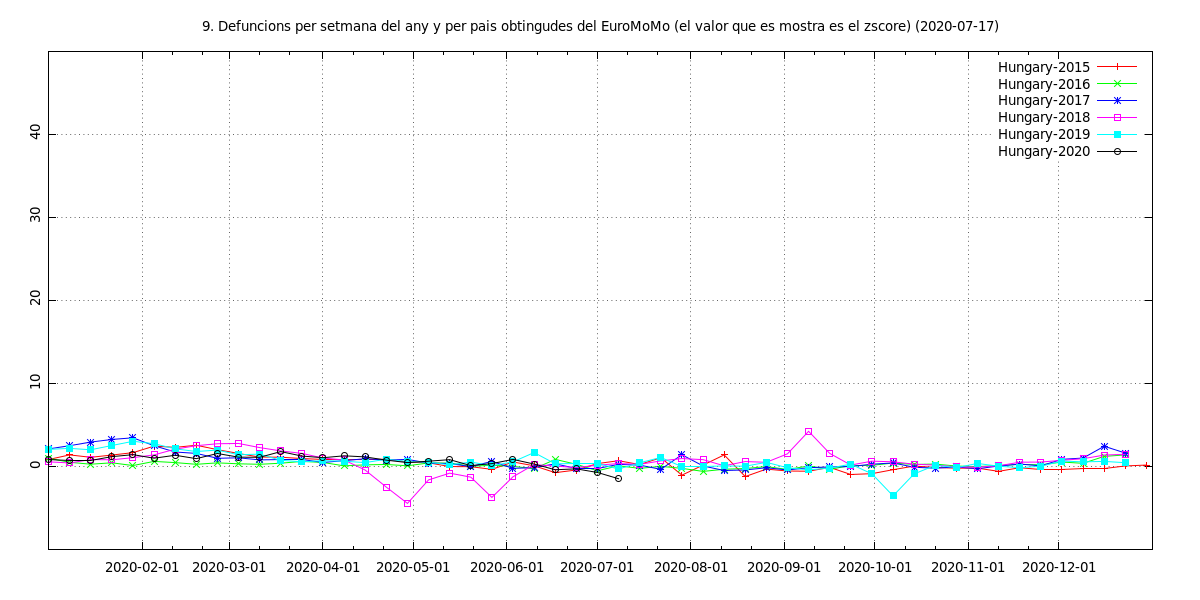 9. Defuncions per setmana del any y per pais obtingudes del EuroMoMo (el valor que es mostra es el zscore) (2020-07-17)
Hungary-2015
Hungary-2016
Hungary-2017
Hungary-2018
Hungary-2019
Hungary-2020
40
30
20
10
0
2020-02-01 2020-03-01 2020-04-01 2020-05-01 2020-06-01 2020-07-01 2020-08-01 2020-09-01 2020-10-01 2020-11-01 2020-12-01